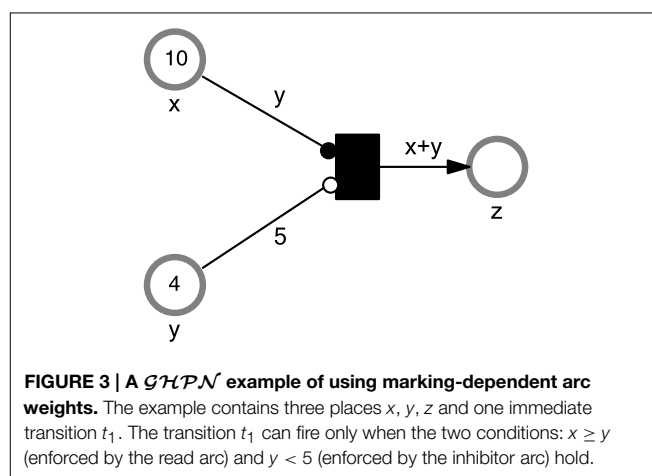 10
x
y
x+y
z
5
4
y
FIGURE 3 | A 𝒢ℋ𝒫𝒩 example of using marking-dependent arc
weights. The example contains three places x, y, z and one immediate
transition t₁. The transition t₁ can fire only when the two conditions: x ≥ y
(enforced by the read arc) and y < 5 (enforced by the inhibitor arc) hold.